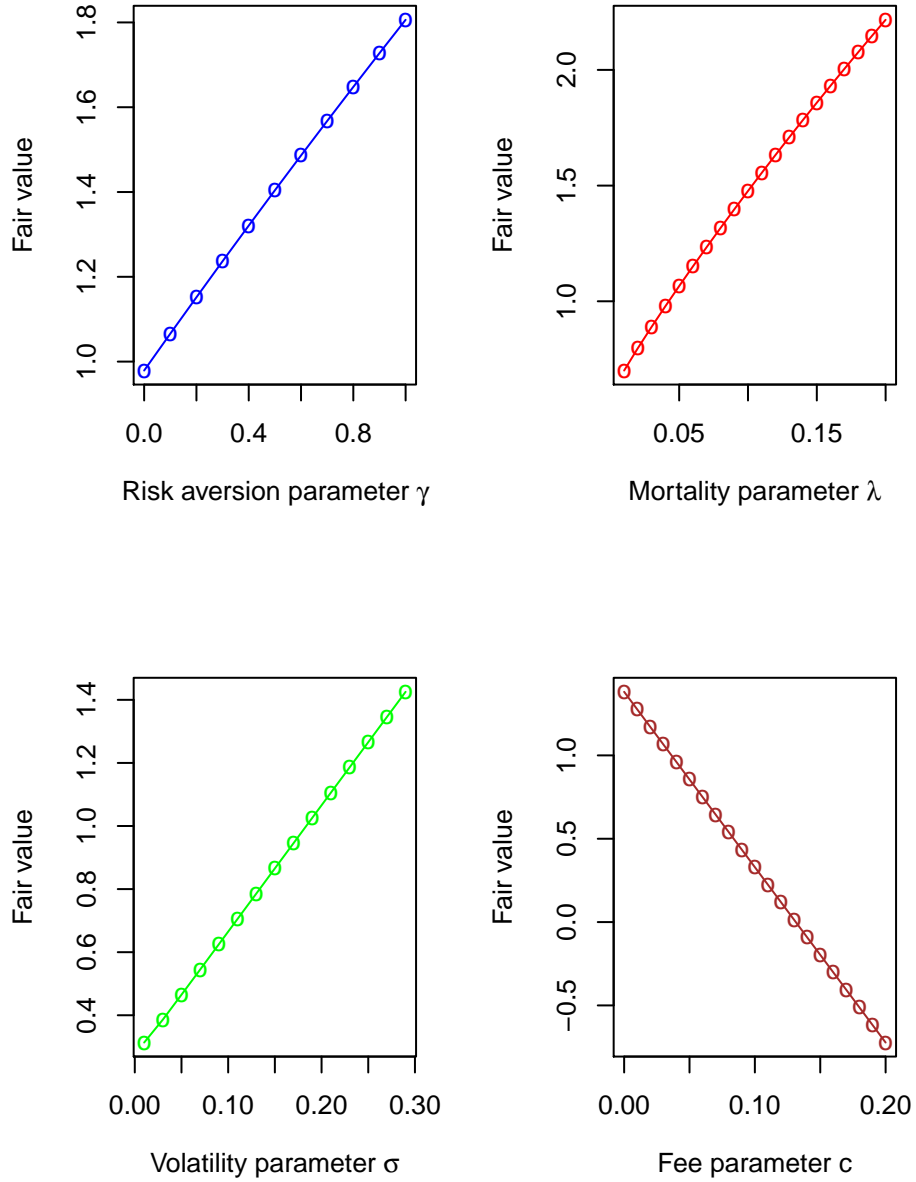 1.0 1.2 1.4 1.6 1.8
Fair value
0.0 0.4 0.8
Risk aversion parameter γ
1.0 1.5 2.0
Fair value
0.05 0.15
Mortality parameter λ
0.4 0.6 0.8 1.0 1.2 1.4
Fair value
0.00 0.10 0.20 0.30
Volatility parameter σ
−0.5 0.0 0.5 1.0
Fair value
0.00 0.10 0.20
Fee parameter c